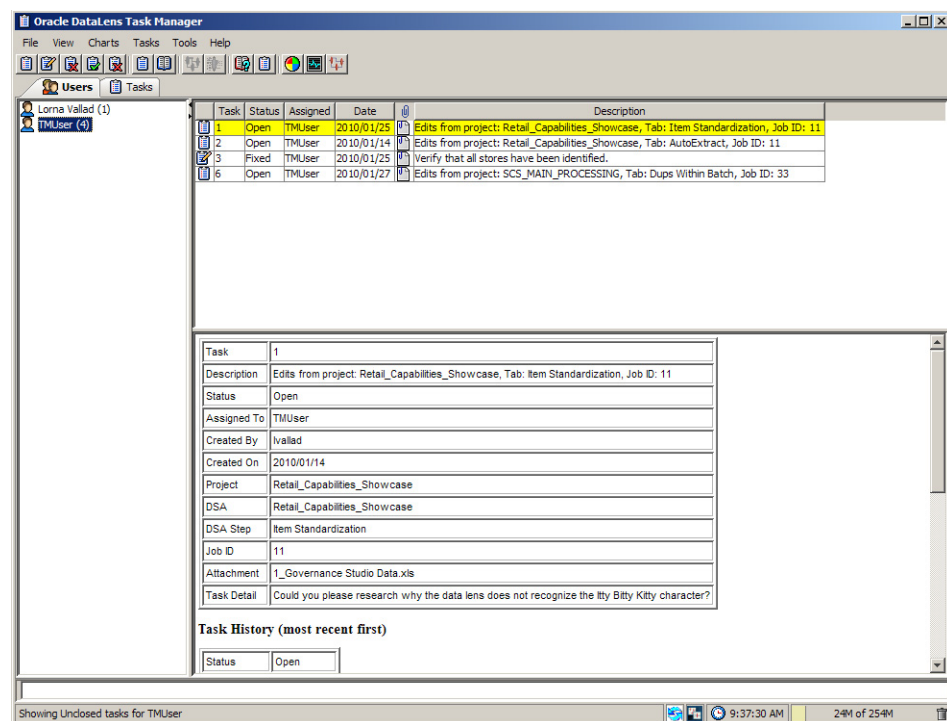 Oracle DataLens Task Manager
File View Charts Tasks Tools Help
Users Tasks
Lorna Vallad (1)
TMUser (4)
Task Status Assigned Date Description
1 Open TMUser 2010/01/25 Edits from project: Retail_Capabilities_Showcase, Tab: Item Standardization, Job ID: 11
2 Open TMUser 2010/01/14 Edits from project: Retail_Capabilities_Showcase, Tab: AutoExtract, Job ID: 11
3 Fixed TMUser 2010/01/25 Verify that all stores have been identified.
6 Open TMUser 2010/01/27 Edits from project: SCS_MAIN_PROCESSING, Tab: Dups Within Batch, Job ID: 33
Task 1
Description Edits from project: Retail_Capabilities_Showcase, Tab: Item Standardization, Job ID: 11
Status Open
Assigned To TMUser
Created By lvallad
Created On 2010/01/14
Project Retail_Capabilities_Showcase
DSA Retail_Capabilities_Showcase
DSA Step Item Standardization
Job ID 11
Attachment 1_Governance Studio Data.xls
Task Detail Could you please research why the data lens does not recognize the Itty Bitty Kitty character?
Task History (most recent first)
Status Open
Showing Unclosed tasks for TMUser 9:37:30 AM 24M of 254M